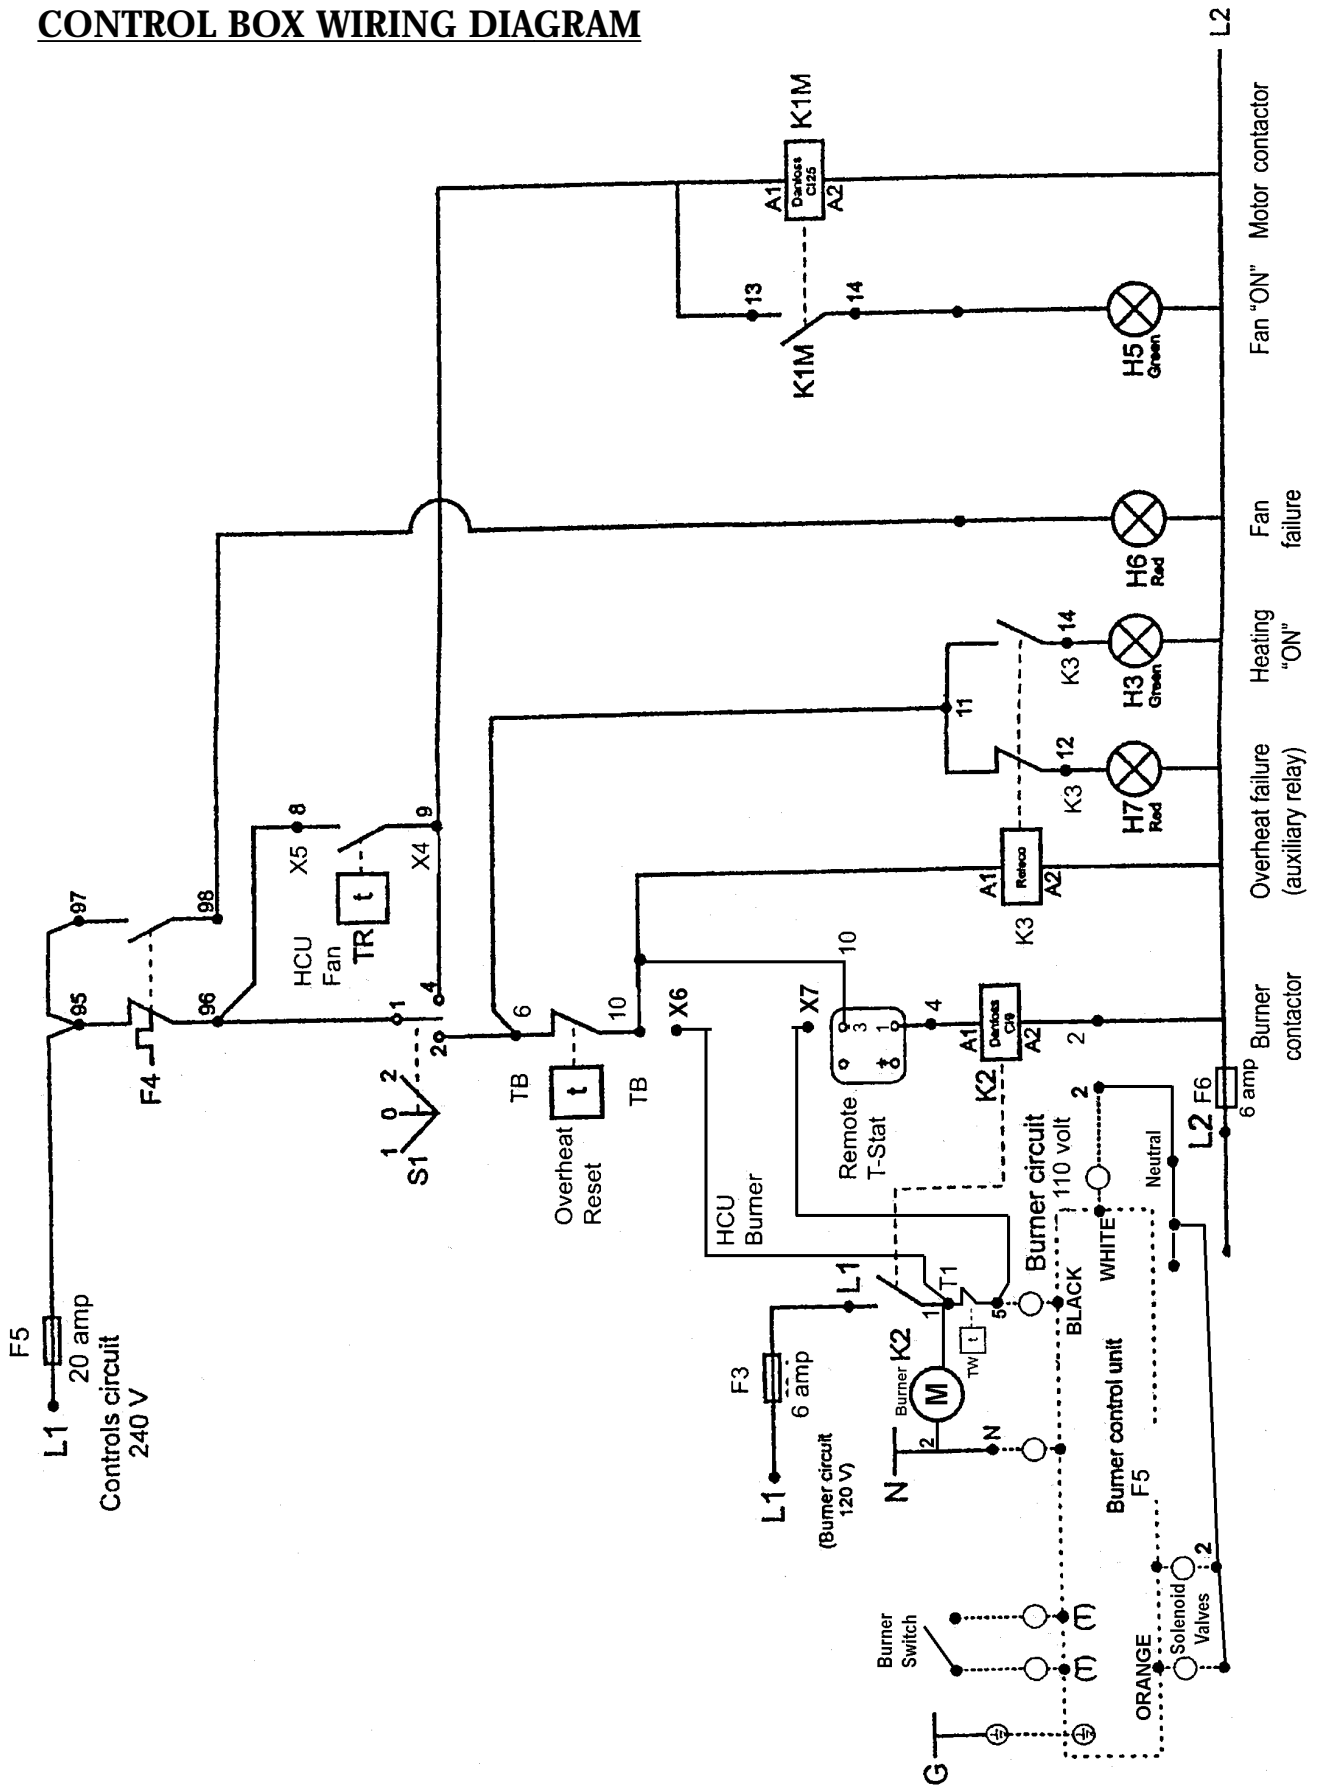 CONTROL BOX WIRING DIAGRAM
L1
F5
20 amp
Controls circuit
240 V
95
97
F4
96
98
X5
8
HCU
Fan
TR
t
X4
9
S1
1
0
2
1
2
4
TB
6
Overheat
Reset
t
TB
10
X6
X7
HCU
Burner
Remote
T-Stat
3
1
10
4
K2
A1
Danfoss
CI9
A2
2
K3
A1
Releco
A2
11
K3
12
K3
14
H7
Red
H3
Green
H6
Red
H5
Green
K1M
13
14
K1M
A1
Danfoss
CI25
A2
L2
Burner
contactor
Overheat failure
(auxiliary relay)
Heating
"ON"
Fan
failure
Fan "ON"
Motor contactor
F6
6 amp
L2
L1
F3
6 amp
(Burner circuit
120 V)
L1
K2
1
T1
TW
t
5
Burner
M
2
N
N
Burner circuit
110 volt
2
Neutral
BLACK
WHITE
Burner control unit
F5
Burner
Switch
(T)
(T)
ORANGE
Solenoid
Valves
2
G